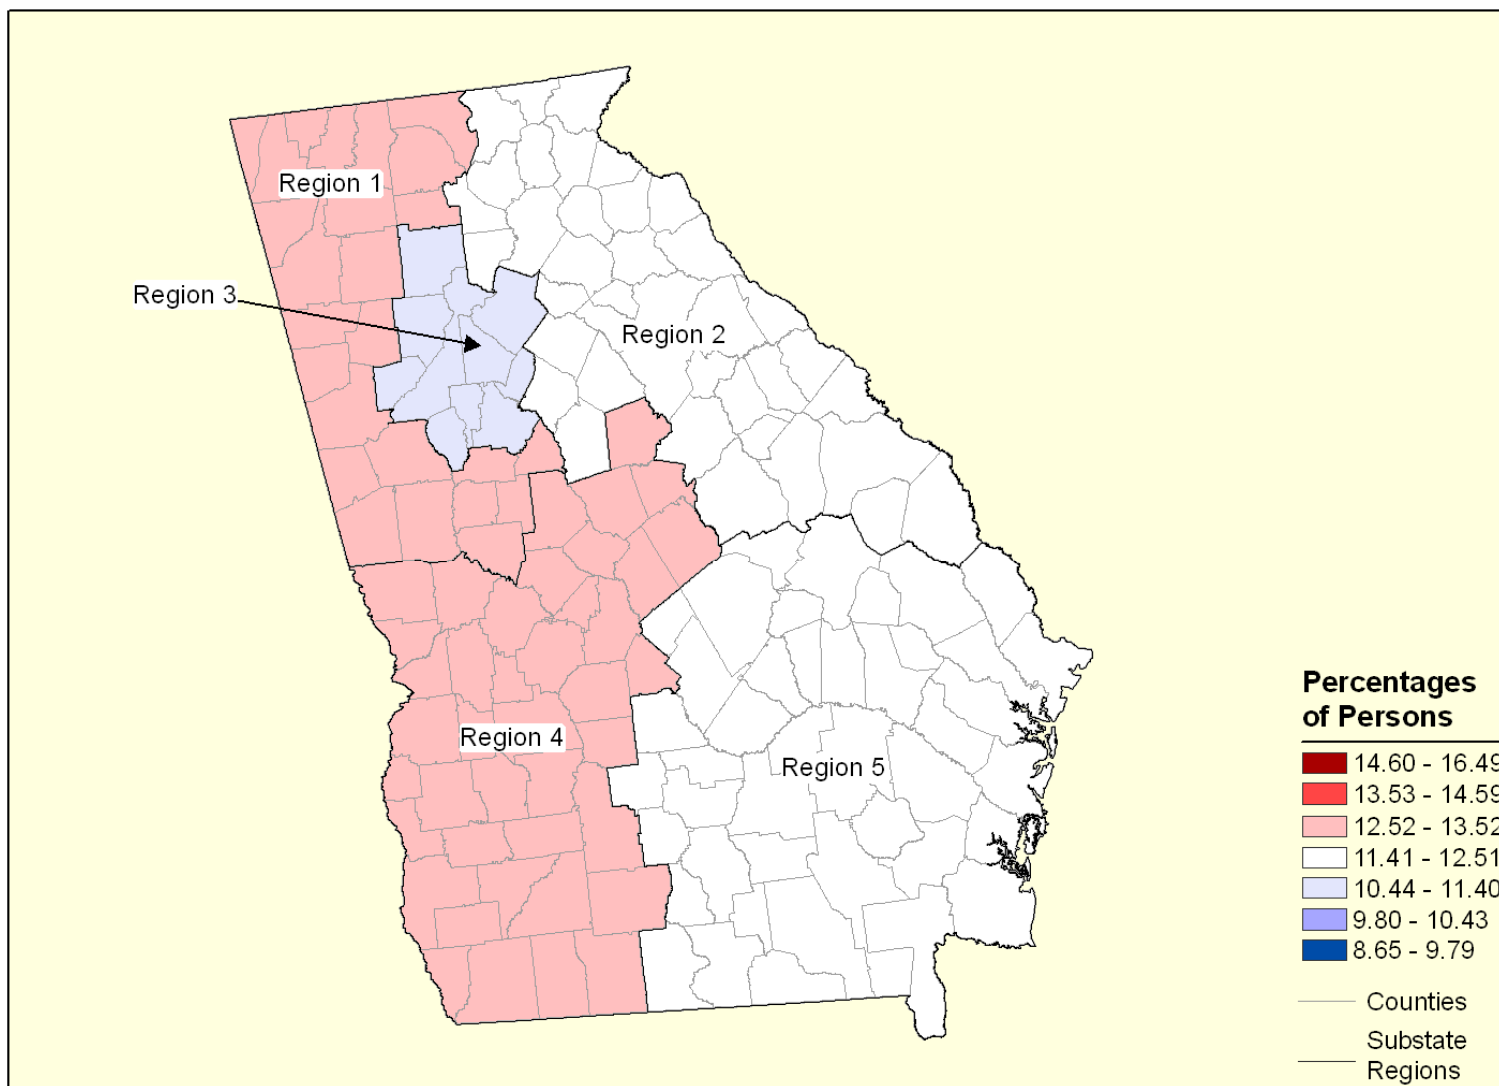 Region 1
Region 3
Region 2
Region 4
Region 5
Percentages
of Persons
14.60 - 16.49
13.53 - 14.59
12.52 - 13.52
11.41 - 12.51
10.44 - 11.40
9.80 - 10.43
8.65 - 9.79
Counties
Substate
Regions